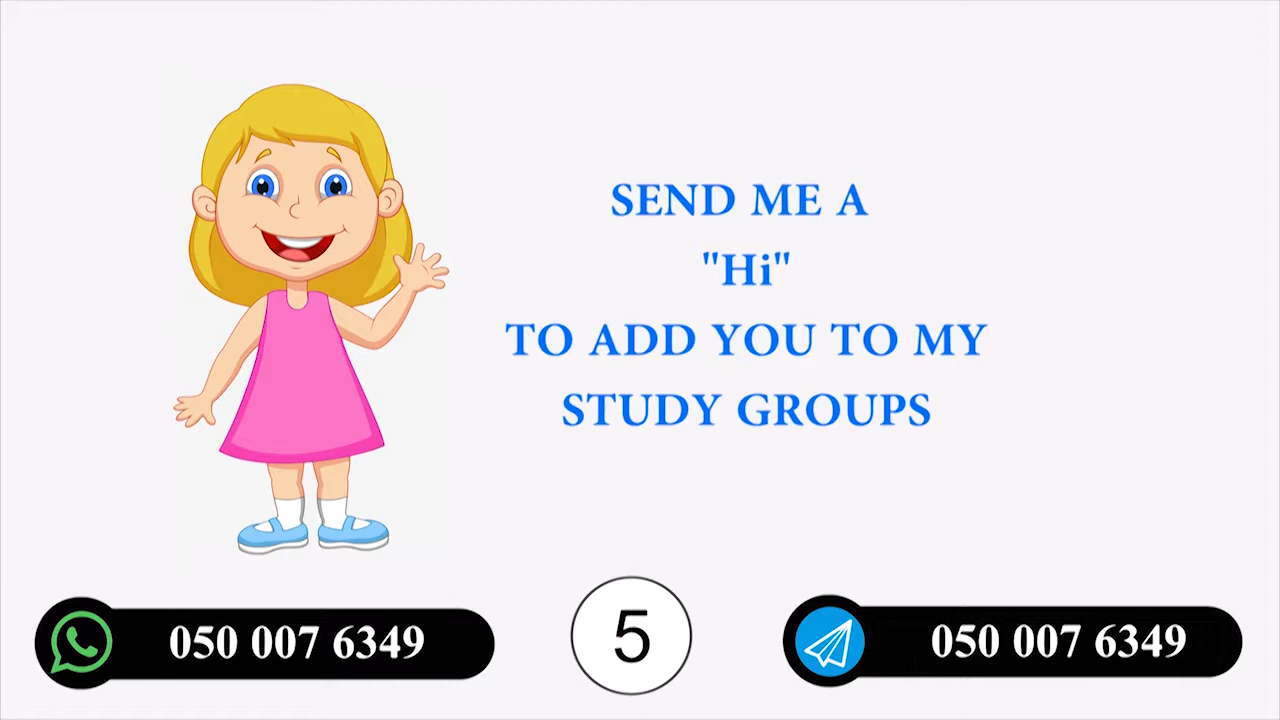 SEND ME A
"Hi"
TO ADD YOU TO MY
STUDY GROUPS
050 007 6349
5
050 007 6349